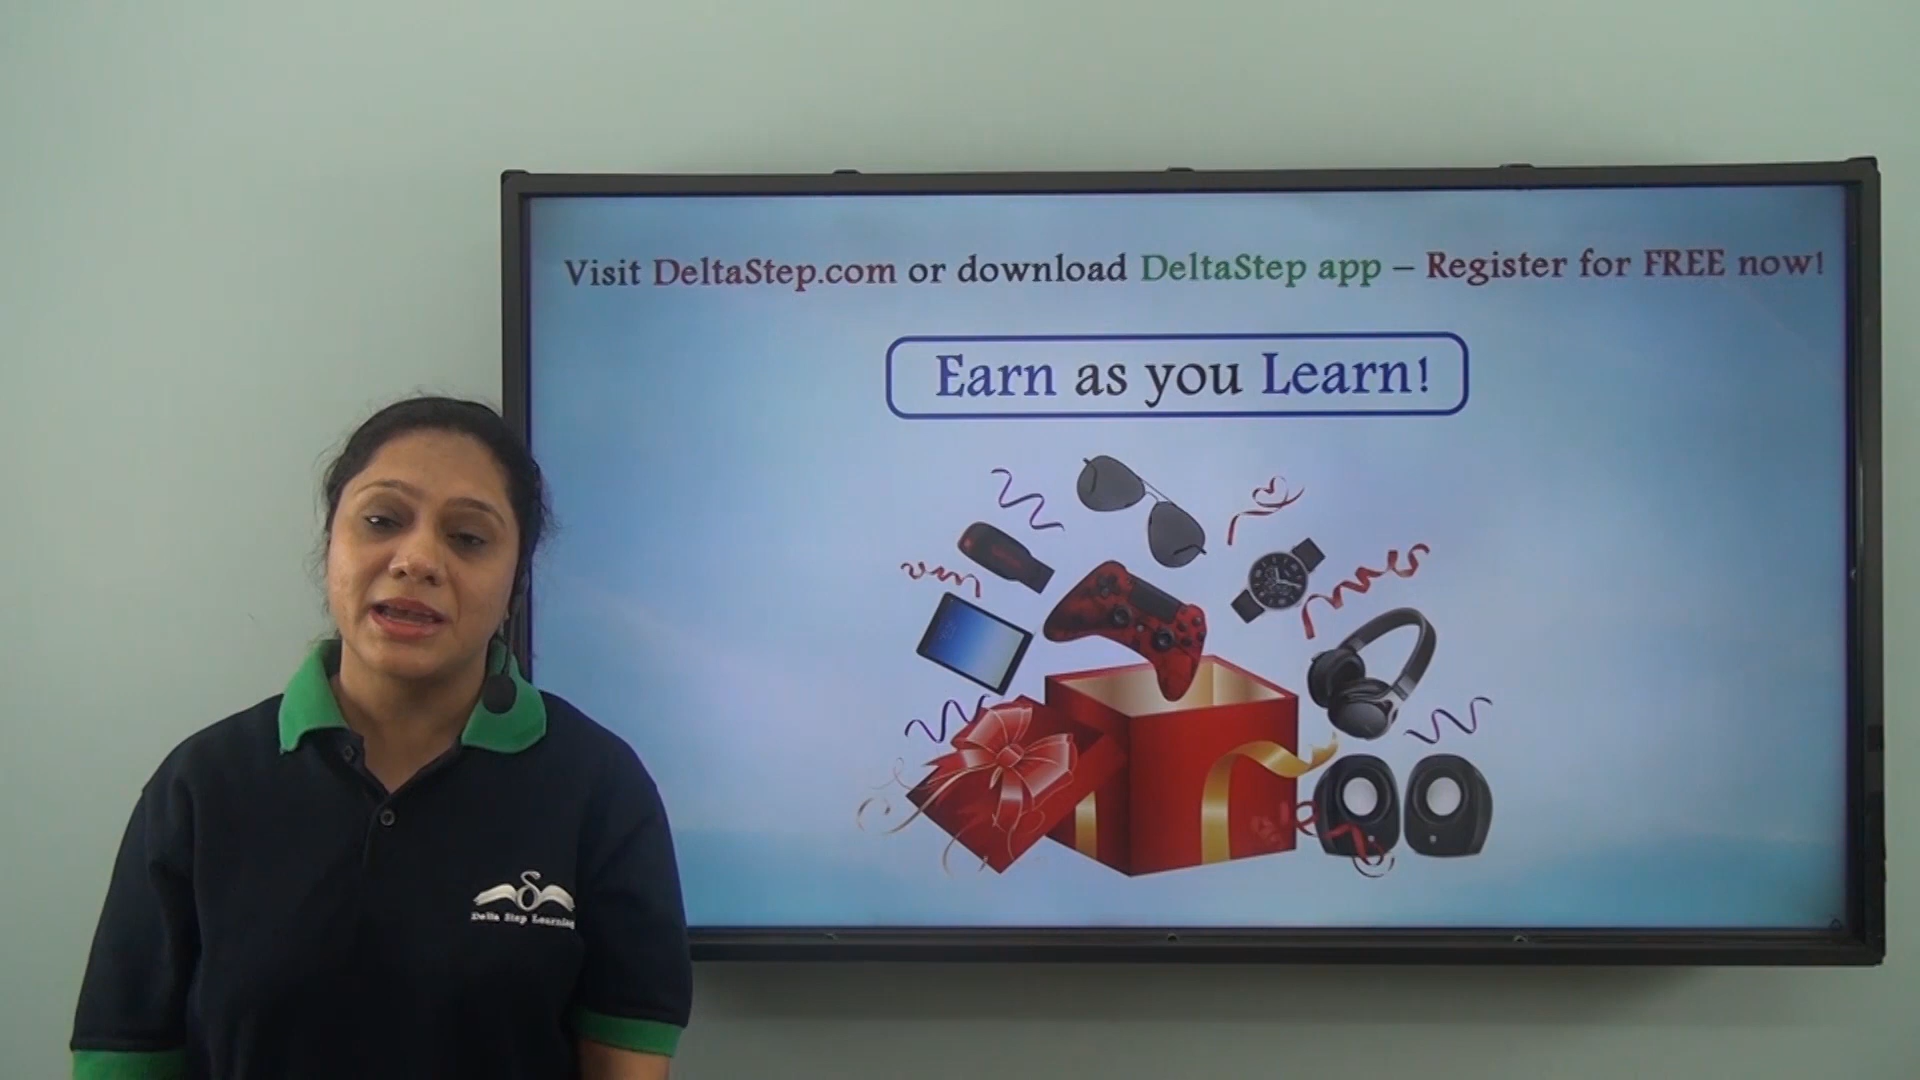 Visit DeltaStep.com or download DeltaStep app – Register for FREE now!
Earn as you Learn!
Delta Step Learning